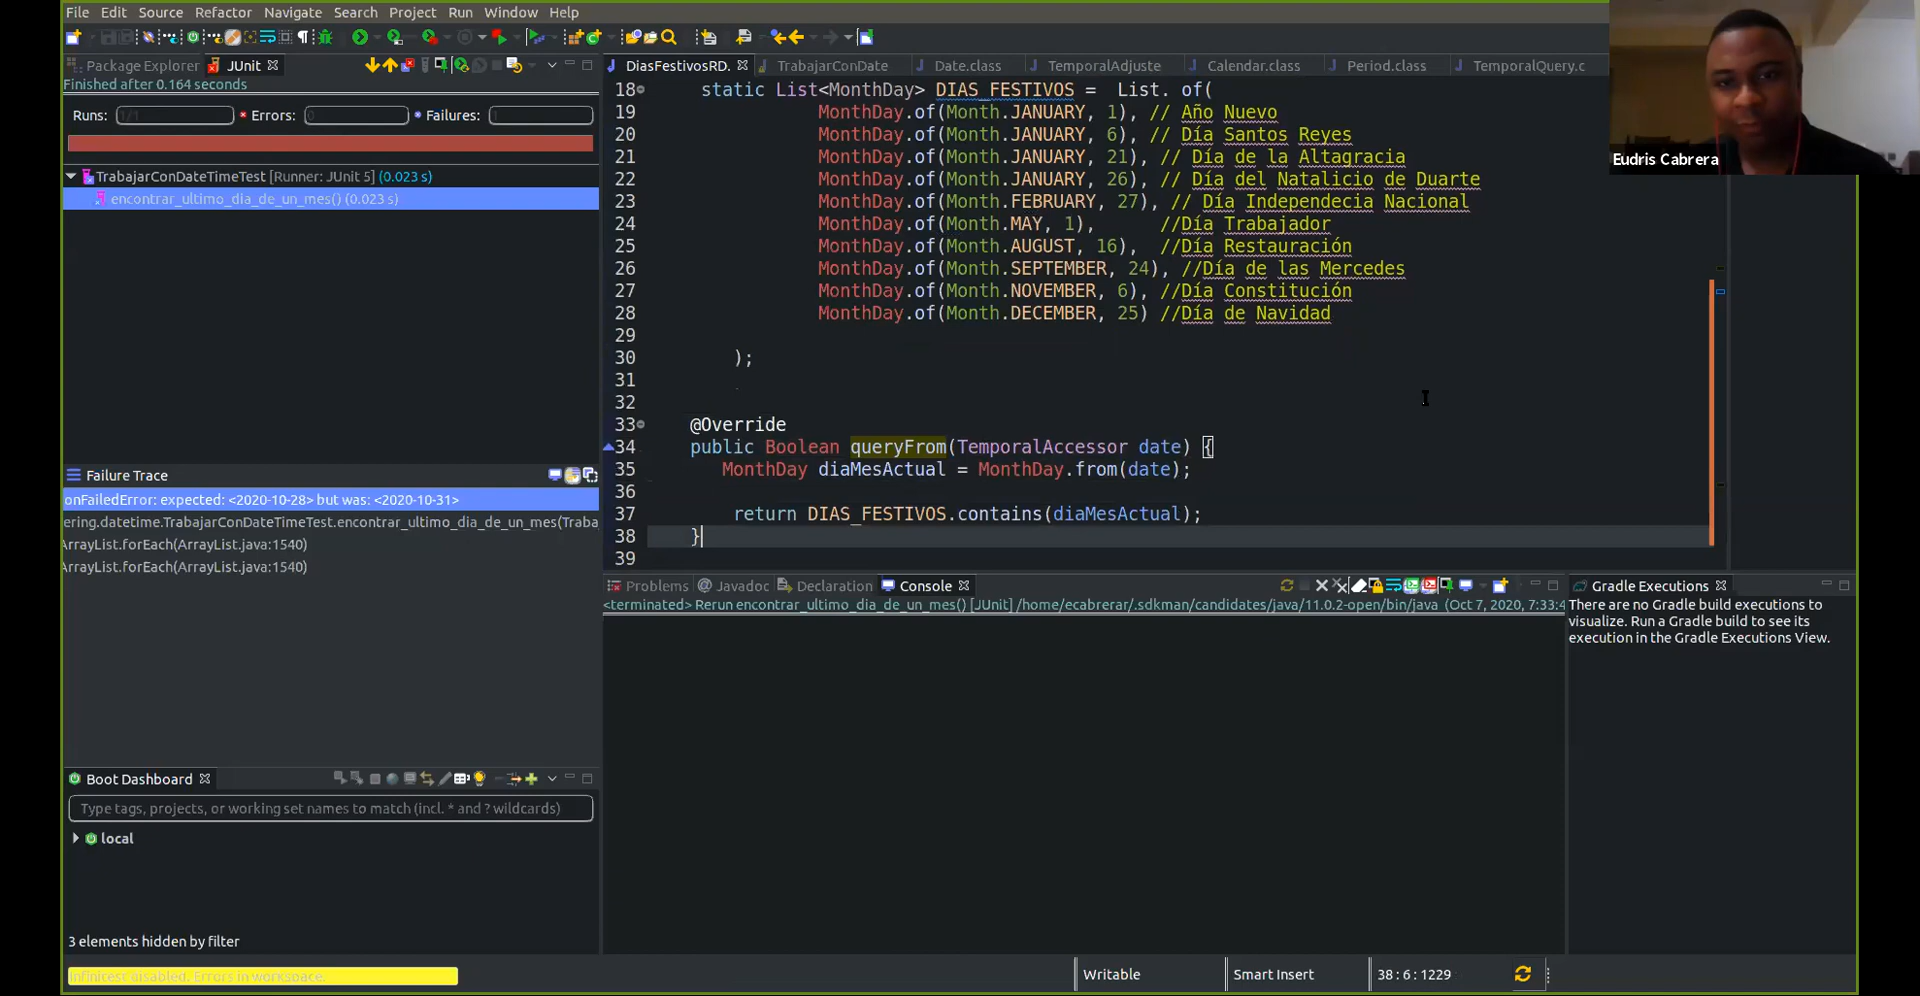 File Edit Source Refactor Navigate Search Project Run Window Help
Package Explorer JUnit
Finished after 0.164 seconds
Runs: 1/1 Errors: 0 Failures: 1
TrabajarConDateTimeTest [Runner: JUnit 5] (0.023 s)
encontrar_ultimo_dia_de_un_mes() (0.023 s)
Failure Trace
onFailedError: expected: <2020-10-28> but was: <2020-10-31>
ering.datetime.TrabajarConDateTimeTest.encontrar_ultimo_dia_de_un_mes(Traba
ArrayList.forEach(ArrayList.java:1540)
ArrayList.forEach(ArrayList.java:1540)
Boot Dashboard
Type tags, projects, or working set names to match (incl. * and ? wildcards)
local
3 elements hidden by filter
DiasFestivosRD. TrabajarConDate Date.class TemporalAdjuste Calendar.class Period.class TemporalQuery.c
18 static List<MonthDay> DIAS_FESTIVOS = List. of(
19 MonthDay.of(Month.JANUARY, 1), // Año Nuevo
20 MonthDay.of(Month.JANUARY, 6), // Día Santos Reyes
21 MonthDay.of(Month.JANUARY, 21), // Día de la Altagracia
22 MonthDay.of(Month.JANUARY, 26), // Día del Natalicio de Duarte
23 MonthDay.of(Month.FEBRUARY, 27), // Día Independecia Nacional
24 MonthDay.of(Month.MAY, 1), //Día Trabajador
25 MonthDay.of(Month.AUGUST, 16), //Día Restauración
26 MonthDay.of(Month.SEPTEMBER, 24), //Día de las Mercedes
27 MonthDay.of(Month.NOVEMBER, 6), //Día Constitución
28 MonthDay.of(Month.DECEMBER, 25) //Día de Navidad
29
30 );
31
32
33 @Override
34 public Boolean queryFrom(TemporalAccessor date) {
35 MonthDay diaMesActual = MonthDay.from(date);
36
37 return DIAS_FESTIVOS.contains(diaMesActual);
38 }
39
Eudris Cabrera
Problems Javadoc Declaration Console
<terminated> Rerun encontrar_ultimo_dia_de_un_mes() [JUnit] /home/ecabrerar/.sdkman/candidates/java/11.0.2-open/bin/java (Oct 7, 2020, 7:33:4
Gradle Executions
There are no Gradle build executions to
visualize. Run a Gradle build to see its
execution in the Gradle Executions View.
Infinitest disabled. Errors in workspace.
Writable Smart Insert 38:6:1229